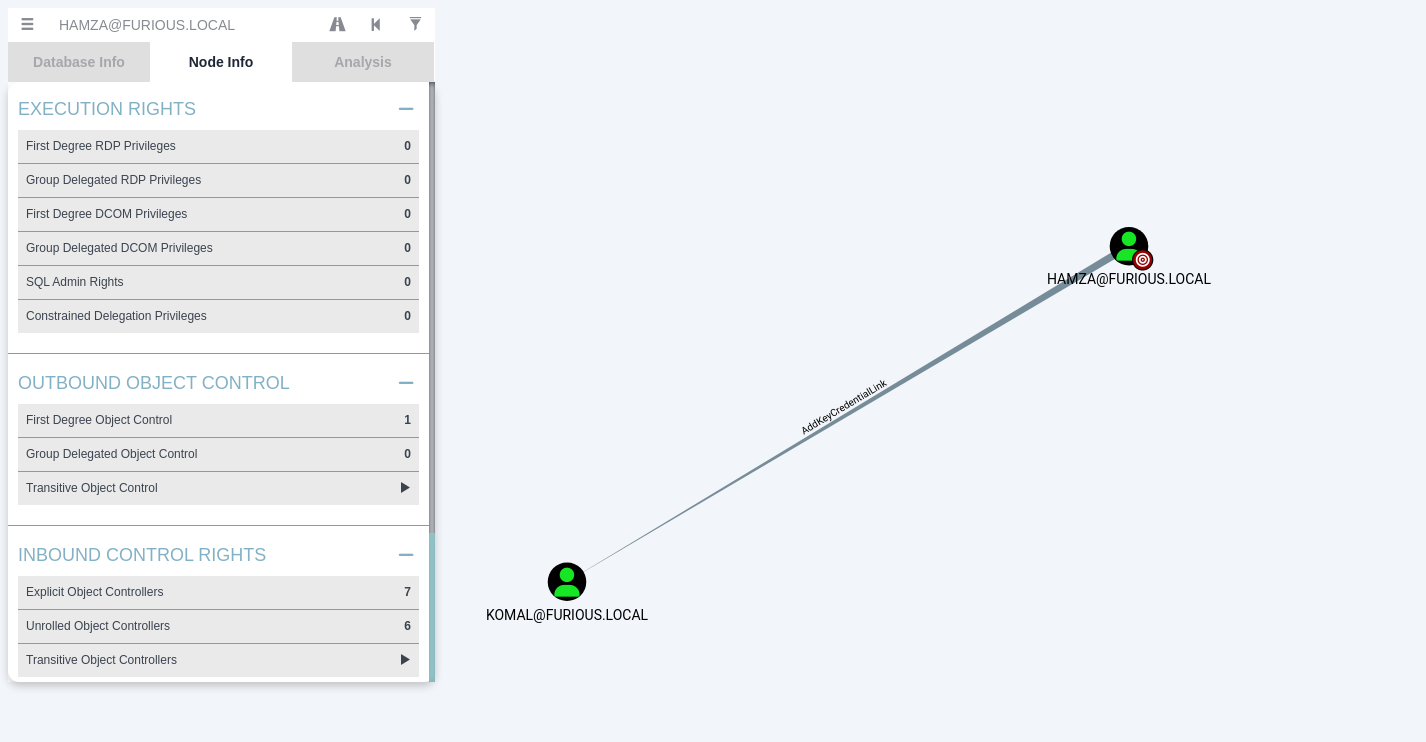 HAMZA@FURIOUS.LOCAL
Database Info
Node Info
Analysis
EXECUTION RIGHTS
First Degree RDP Privileges 0
Group Delegated RDP Privileges 0
First Degree DCOM Privileges 0
Group Delegated DCOM Privileges 0
SQL Admin Rights 0
Constrained Delegation Privileges 0
OUTBOUND OBJECT CONTROL
First Degree Object Control 1
Group Delegated Object Control 0
Transitive Object Control
INBOUND CONTROL RIGHTS
Explicit Object Controllers 7
Unrolled Object Controllers 6
Transitive Object Controllers
HAMZA@FURIOUS.LOCAL
AddKeyCredentialLink
KOMAL@FURIOUS.LOCAL